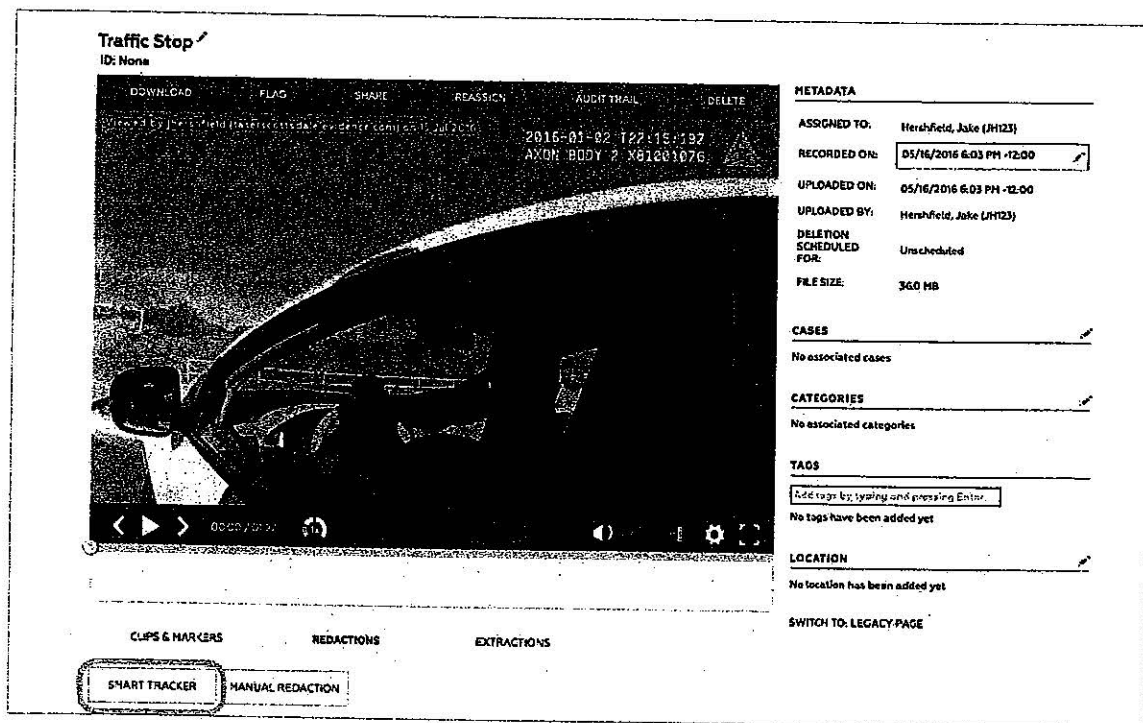 Traffic Stop
ID: None
DOWNLOAD FLAG SHARE REASSIGN AUDIT TRAIL DELETE
2016-01-02 T22:15:19Z
AXON BODY 2 X81001076
METADATA
ASSIGNED TO: Hershfield, Jake (JH123)
RECORDED ON: 05/16/2016 6:03 PM -12:00
UPLOADED ON: 05/16/2016 6:03 PM -12:00
UPLOADED BY: Hershfield, Jake (JH123)
DELETION
SCHEDULED
FOR: Unscheduled
FILE SIZE: 36.0 MB
CASES
No associated cases
CATEGORIES
No associated categories
TAGS
Add tags by typing and pressing Enter...
No tags have been added yet
LOCATION
No location has been added yet
SWITCH TO: LEGACY PAGE
CLIPS & MARKERS REDACTIONS EXTRACTIONS
SMART TRACKER MANUAL REDACTION